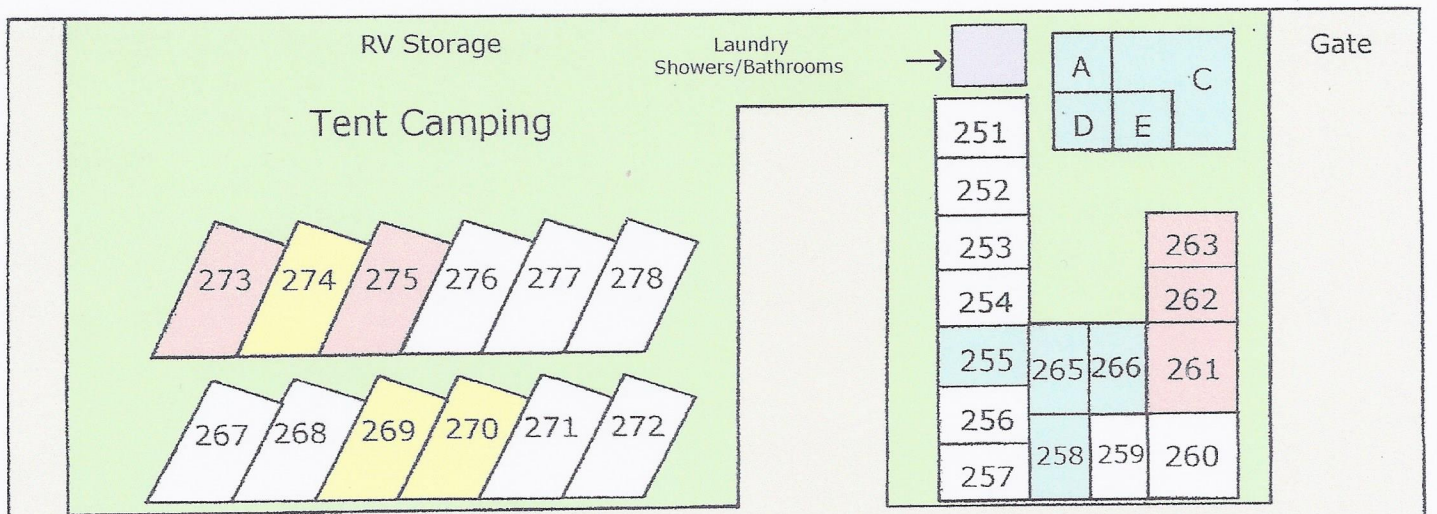 RV Storage
Laundry
Showers/Bathrooms
Gate
A
C
D E
Tent Camping
251
252
253
254
255
256
257
263
262
261
265 266
258 259 260
273 274 275 276 277 278
267 268 269 270 271 272